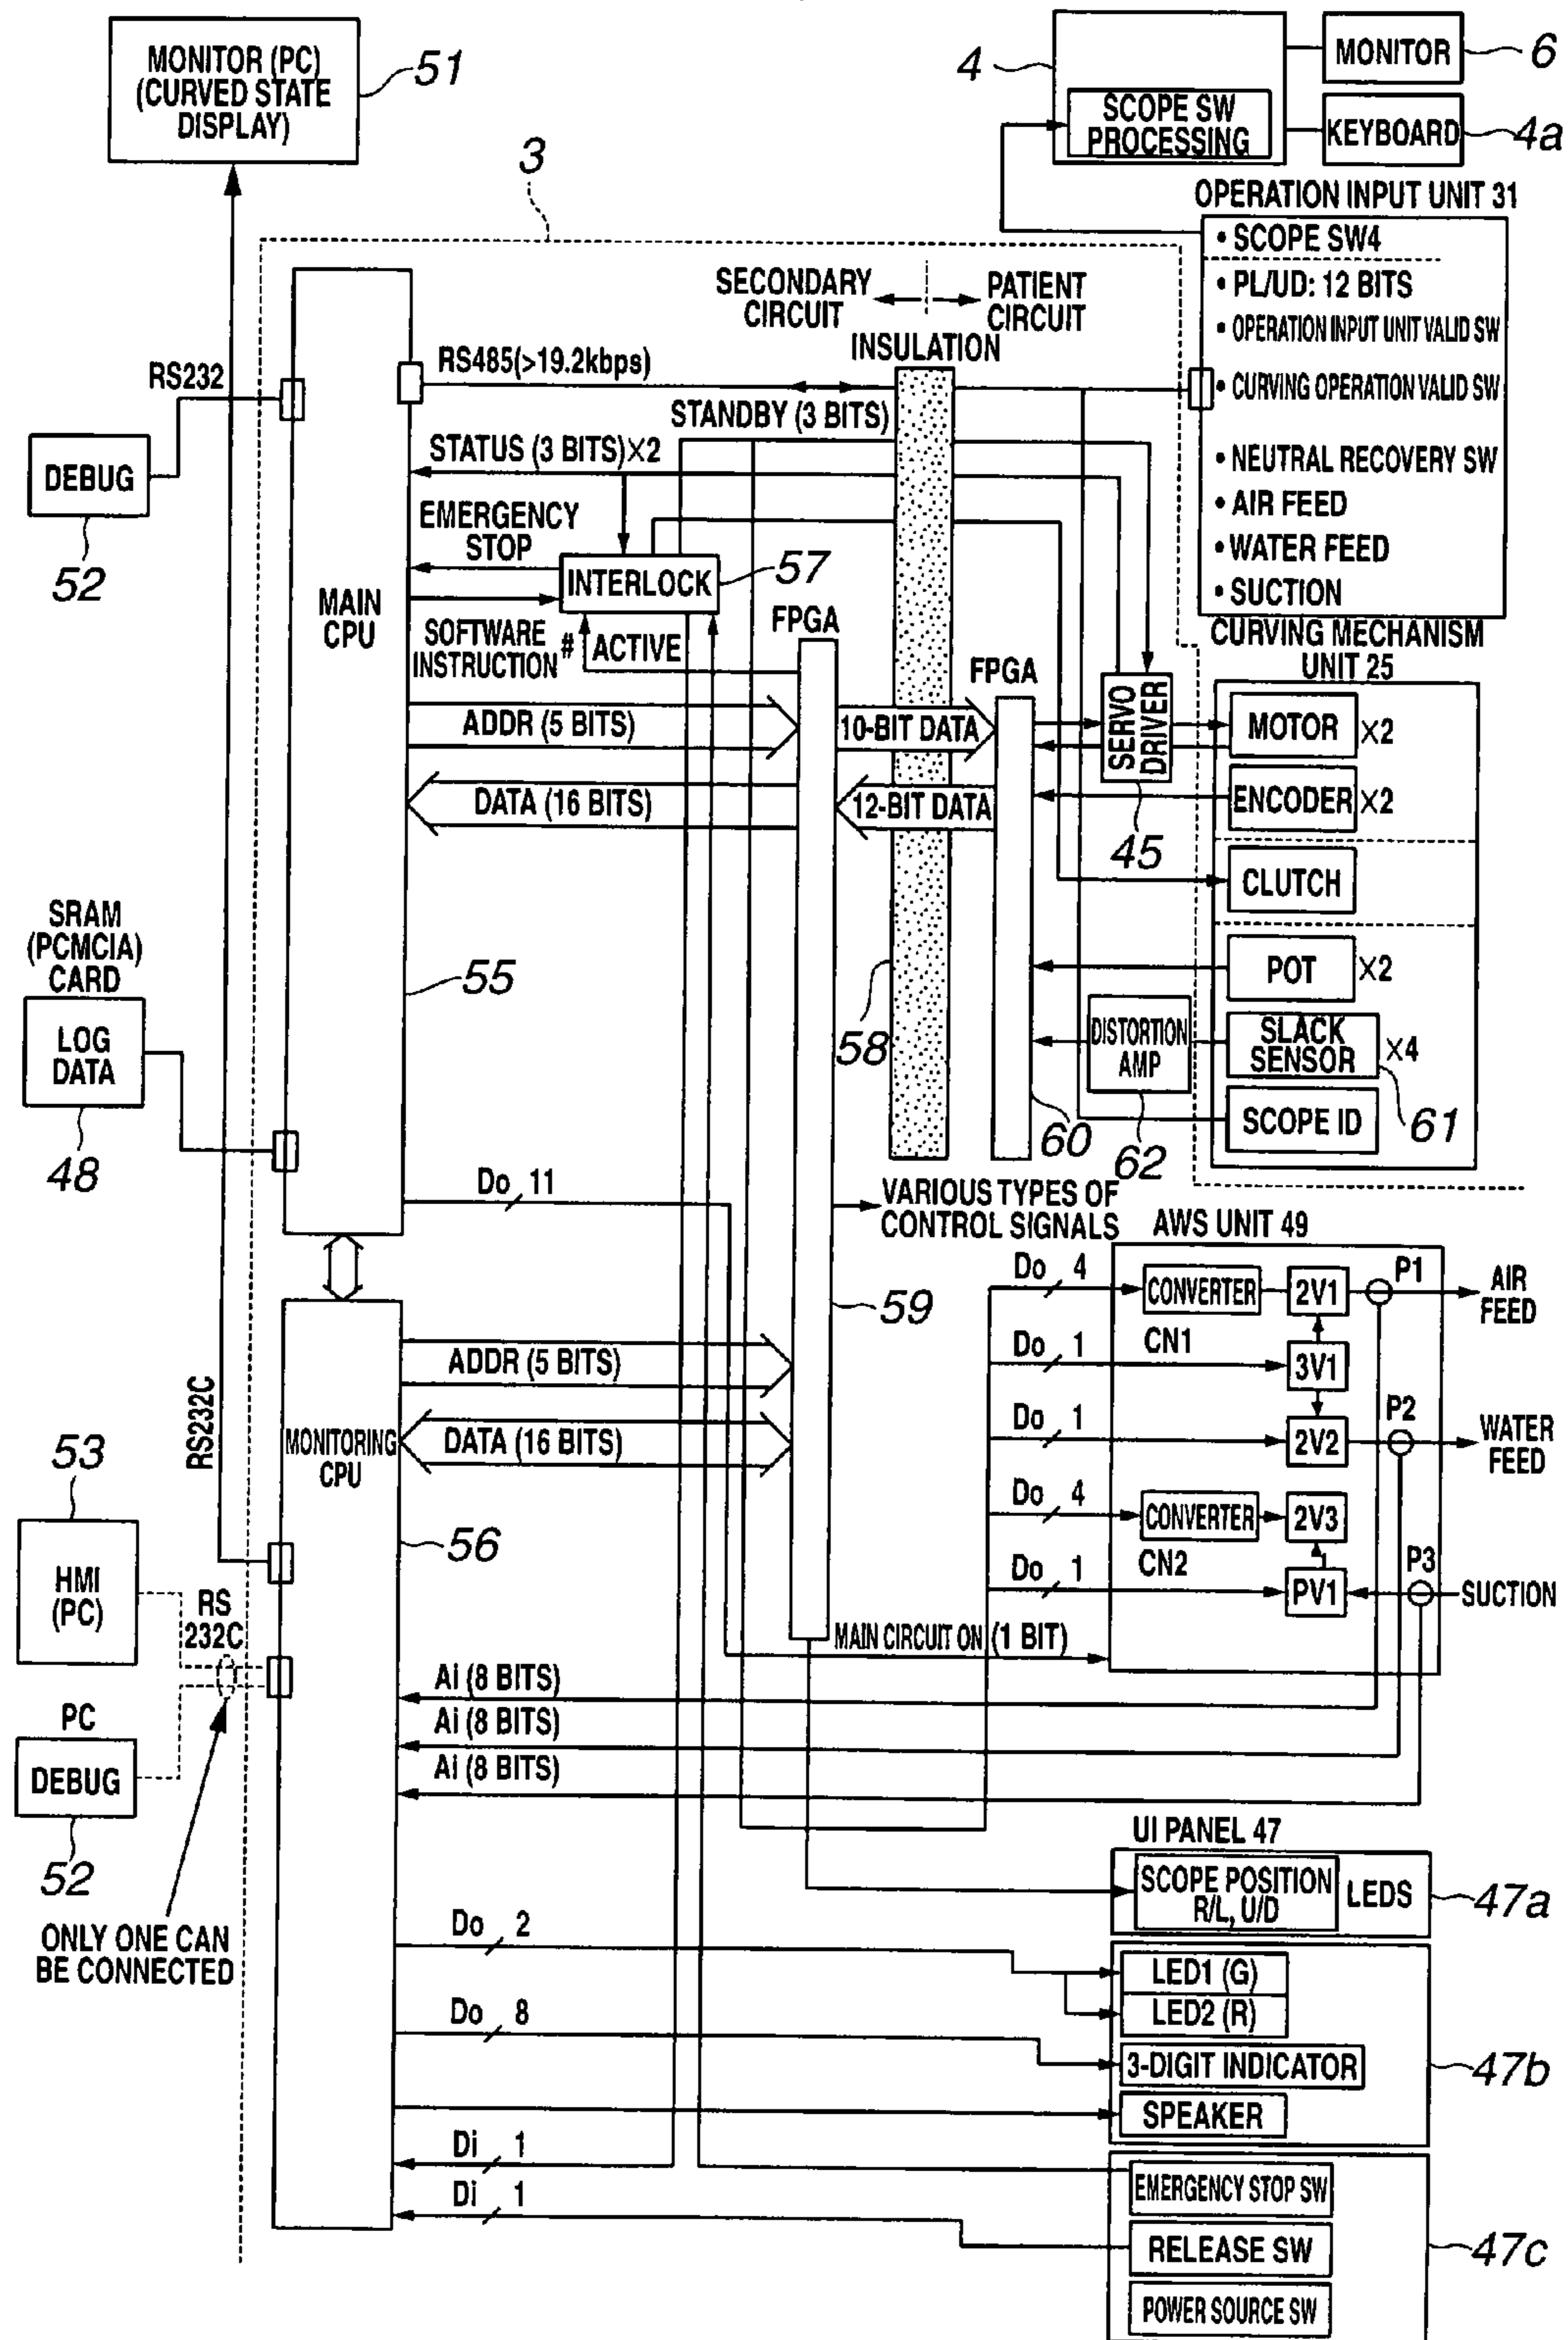 MONITOR (PC)
(CURVED STATE
DISPLAY)
51
4
SCOPE SW
PROCESSING
MONITOR
6
KEYBOARD
4a
3
OPERATION INPUT UNIT 31
• SCOPE SW4
• PL/UD: 12 BITS
• OPERATION INPUT UNIT VALID SW
• CURVING OPERATION VALID SW
• NEUTRAL RECOVERY SW
• AIR FEED
• WATER FEED
• SUCTION
SECONDARY
CIRCUIT
PATIENT
CIRCUIT
INSULATION
RS232
RS485(>19.2kbps)
STANDBY (3 BITS)
DEBUG
52
STATUS (3 BITS)×2
EMERGENCY
STOP
INTERLOCK
57
MAIN
CPU
SOFTWARE
INSTRUCTION
# ACTIVE
FPGA
FPGA
CURVING MECHANISM
UNIT 25
ADDR (5 BITS)
10-BIT DATA
SERVO
DRIVER
MOTOR ×2
DATA (16 BITS)
12-BIT DATA
ENCODER ×2
45
CLUTCH
SRAM
(PCMCIA)
CARD
LOG
DATA
48
55
58
POT ×2
DISTORTION
AMP
SLACK
SENSOR ×4
SCOPE ID
61
60
62
Do 11
VARIOUS TYPES OF
CONTROL SIGNALS
AWS UNIT 49
59
Do 4
CONVERTER
2V1
P1
AIR
FEED
Do 1
CN1
3V1
Do 1
2V2
P2
WATER
FEED
Do 4
CONVERTER
2V3
Do 1
CN2
PV1
P3
SUCTION
ADDR (5 BITS)
MONITORING
CPU
DATA (16 BITS)
56
RS232C
53
HMI
(PC)
RS
232C
MAIN CIRCUIT ON (1 BIT)
Ai (8 BITS)
Ai (8 BITS)
Ai (8 BITS)
PC
DEBUG
52
ONLY ONE CAN
BE CONNECTED
UI PANEL 47
SCOPE POSITION
R/L, U/D
LEDS
47a
Do 2
LED1 (G)
LED2 (R)
Do 8
3-DIGIT INDICATOR
47b
SPEAKER
Di 1
Di 1
EMERGENCY STOP SW
RELEASE SW
47c
POWER SOURCE SW